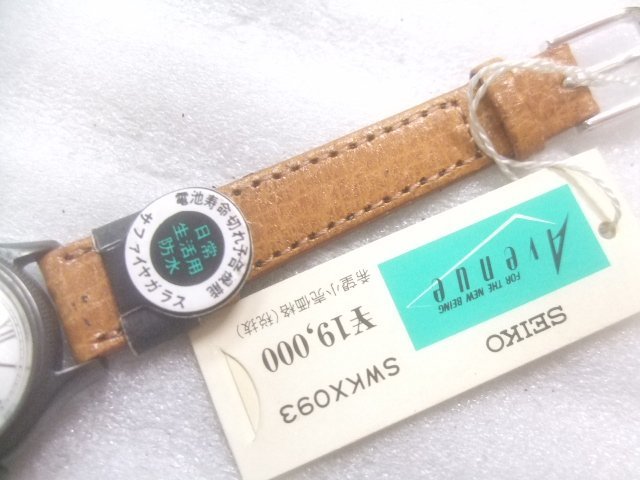 電池寿命切れ予告機能
日常
生活用
防水
サファイヤガラス
SEIKO
Avenue
FOR THE NEW BEING
SWKX093
希望小売価格(税抜)
¥19,000